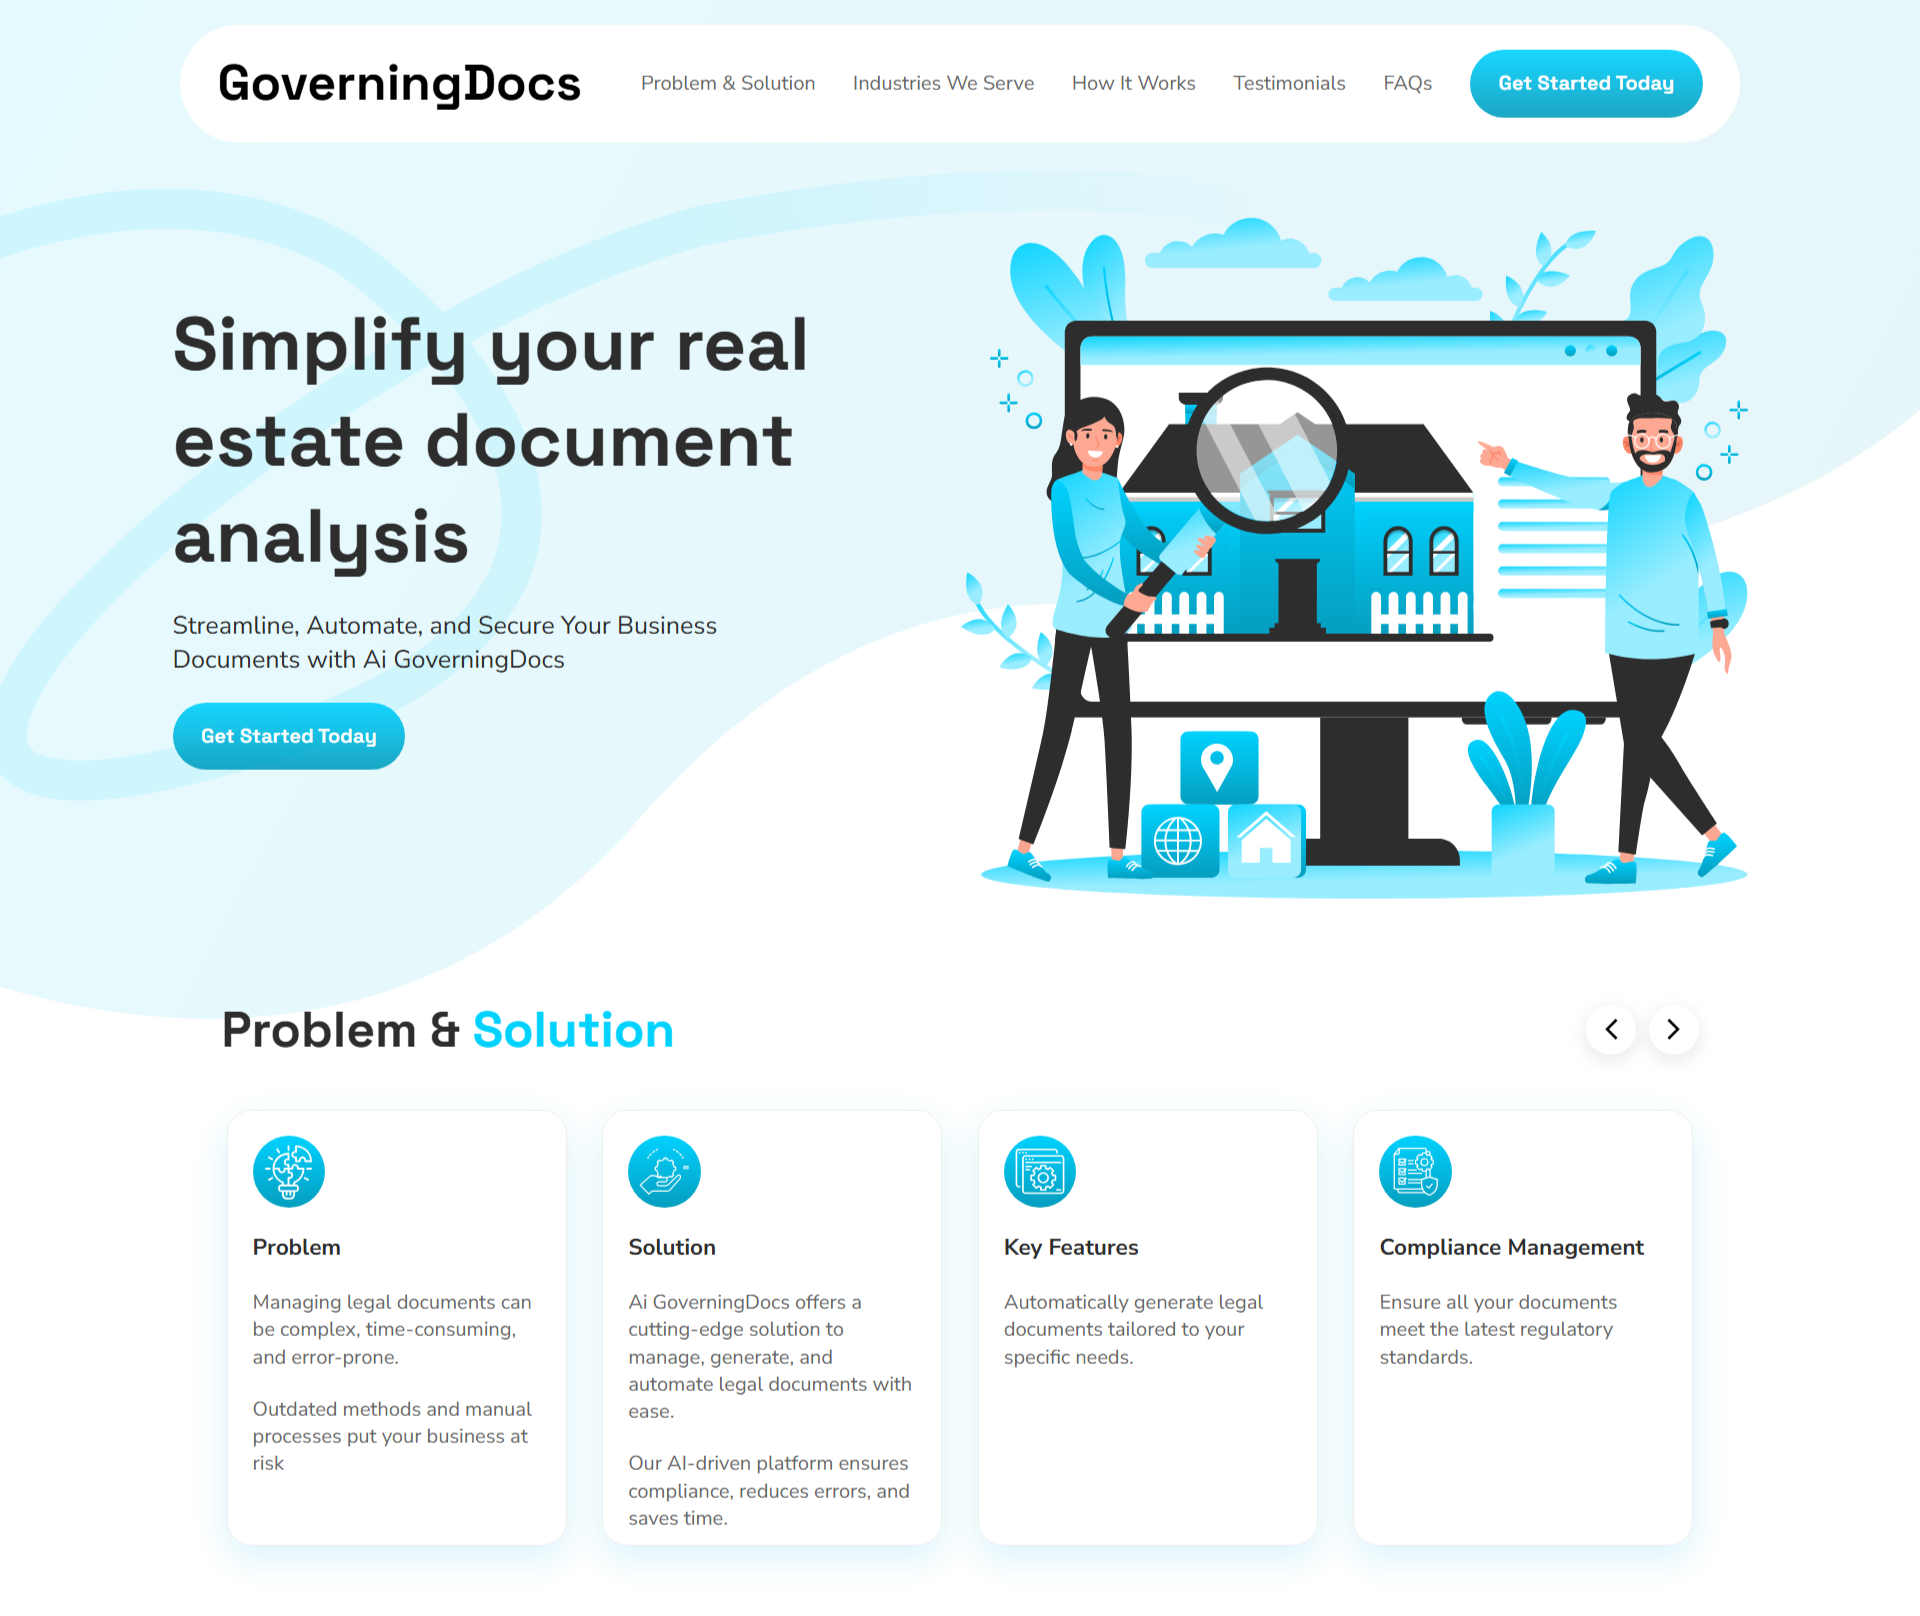 GoverningDocs
Problem & Solution
Industries We Serve
How It Works
Testimonials
FAQs
Get Started Today
Simplify your real
estate document
analysis
Streamline, Automate, and Secure Your Business
Documents with Ai GoverningDocs
Get Started Today
Problem & Solution
Problem
Managing legal documents can
be complex, time-consuming,
and error-prone.
Outdated methods and manual
processes put your business at
risk
Solution
Ai GoverningDocs offers a
cutting-edge solution to
manage, generate, and
automate legal documents with
ease.
Our AI-driven platform ensures
compliance, reduces errors, and
saves time.
Key Features
Automatically generate legal
documents tailored to your
specific needs.
Compliance Management
Ensure all your documents
meet the latest regulatory
standards.